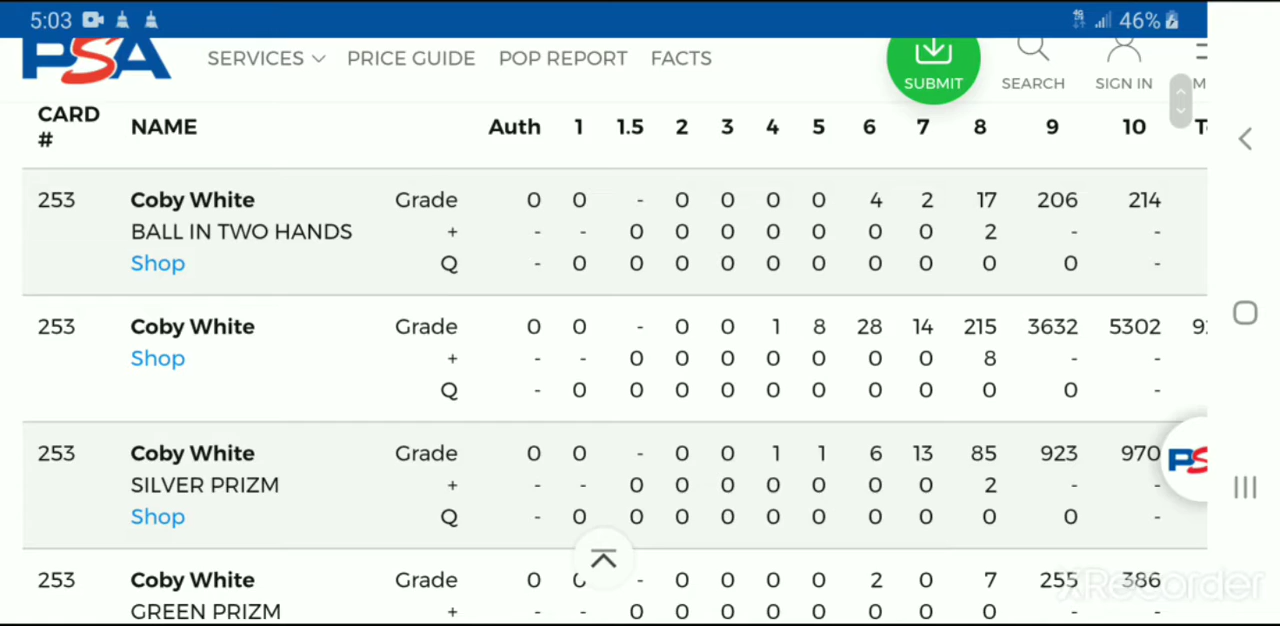 5:03 4G 46%
PSA SERVICES PRICE GUIDE POP REPORT FACTS SUBMIT SEARCH SIGN IN M
CARD # NAME Auth 1 1.5 2 3 4 5 6 7 8 9 10 T
253 Coby White Grade 0 0 - 0 0 0 0 4 2 17 206 214
BALL IN TWO HANDS + - - 0 0 0 0 0 0 0 2 - -
Shop Q - 0 0 0 0 0 0 0 0 0 0 -
253 Coby White Grade 0 0 - 0 0 1 8 28 14 215 3632 5302 92
Shop + - - 0 0 0 0 0 0 0 8 - -
Q - 0 0 0 0 0 0 0 0 0 0 -
253 Coby White Grade 0 0 - 0 0 1 1 6 13 85 923 970
SILVER PRIZM + - - 0 0 0 0 0 0 0 2 - -
Shop Q - 0 0 0 0 0 0 0 0 0 0 -
PS
253 Coby White Grade 0 0 - 0 0 0 0 2 0 7 255 386
GREEN PRIZM + - - 0 0 0 0 0 0 0 0 - -
XRecorder